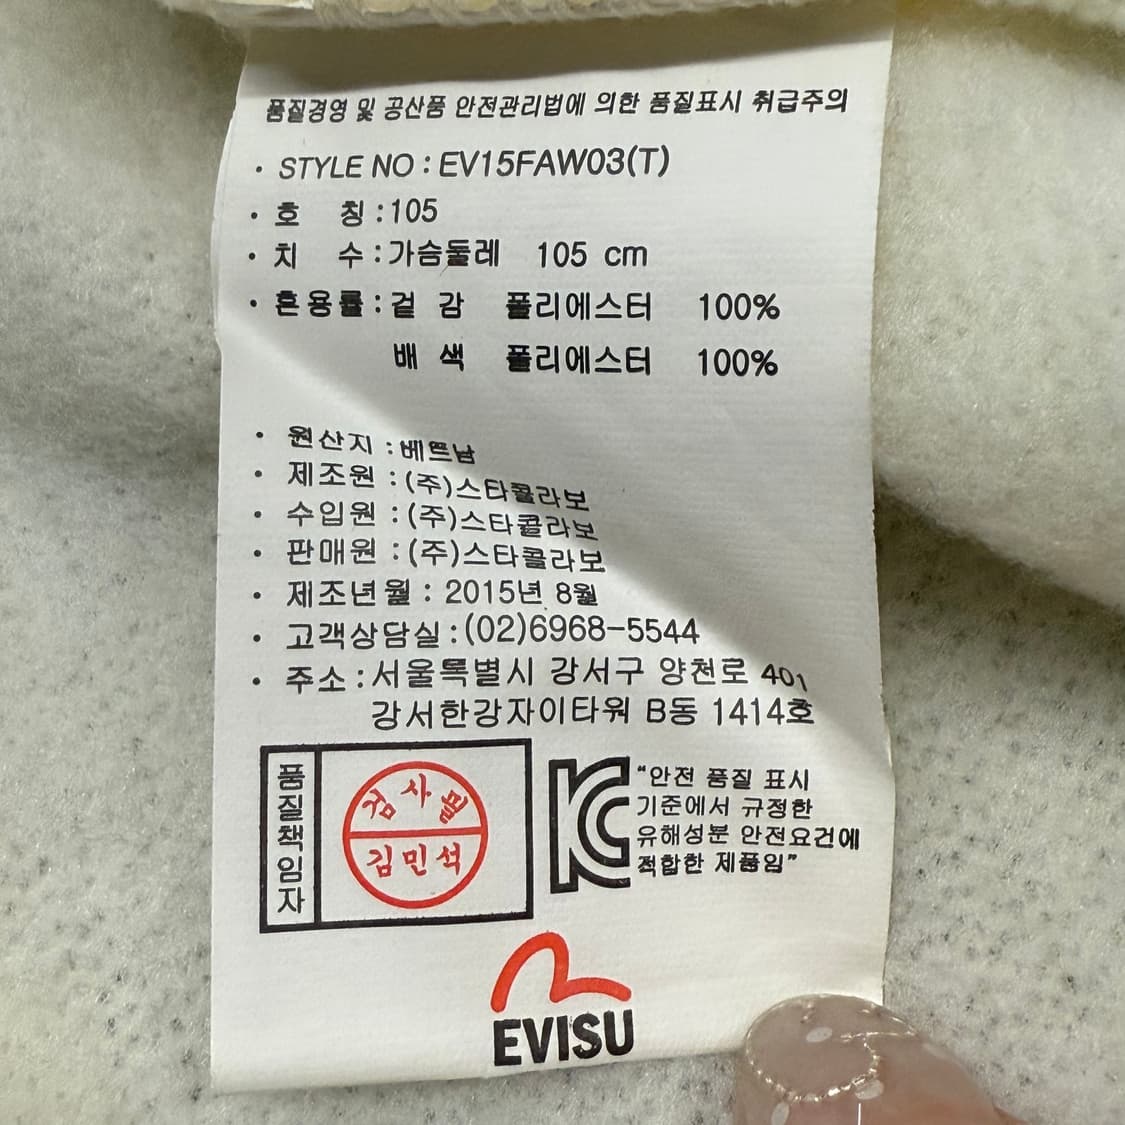 품질경영 및 공산품 안전관리법에 의한 품질표시 취급주의
· STYLE NO : EV15FAW03(T)
· 호 칭 : 105
· 치 수 : 가슴둘레 105 cm
· 혼용률 : 겉 감 폴리에스터 100%
배 색 폴리에스터 100%
· 원산지 : 베트남
· 제조원 : (주)스타콜라보
· 수입원 : (주)스타콜라보
· 판매원 : (주)스타콜라보
· 제조년월 : 2015년 8월
· 고객상담실 : (02)6968-5544
· 주소 : 서울특별시 강서구 양천로 401
강서한강자이타워 B동 1414호
품질책임자
검사필
김민석
KC
"안전 품질 표시
기준에서 규정한
유해성분 안전요건에
적합한 제품임"
EVISU